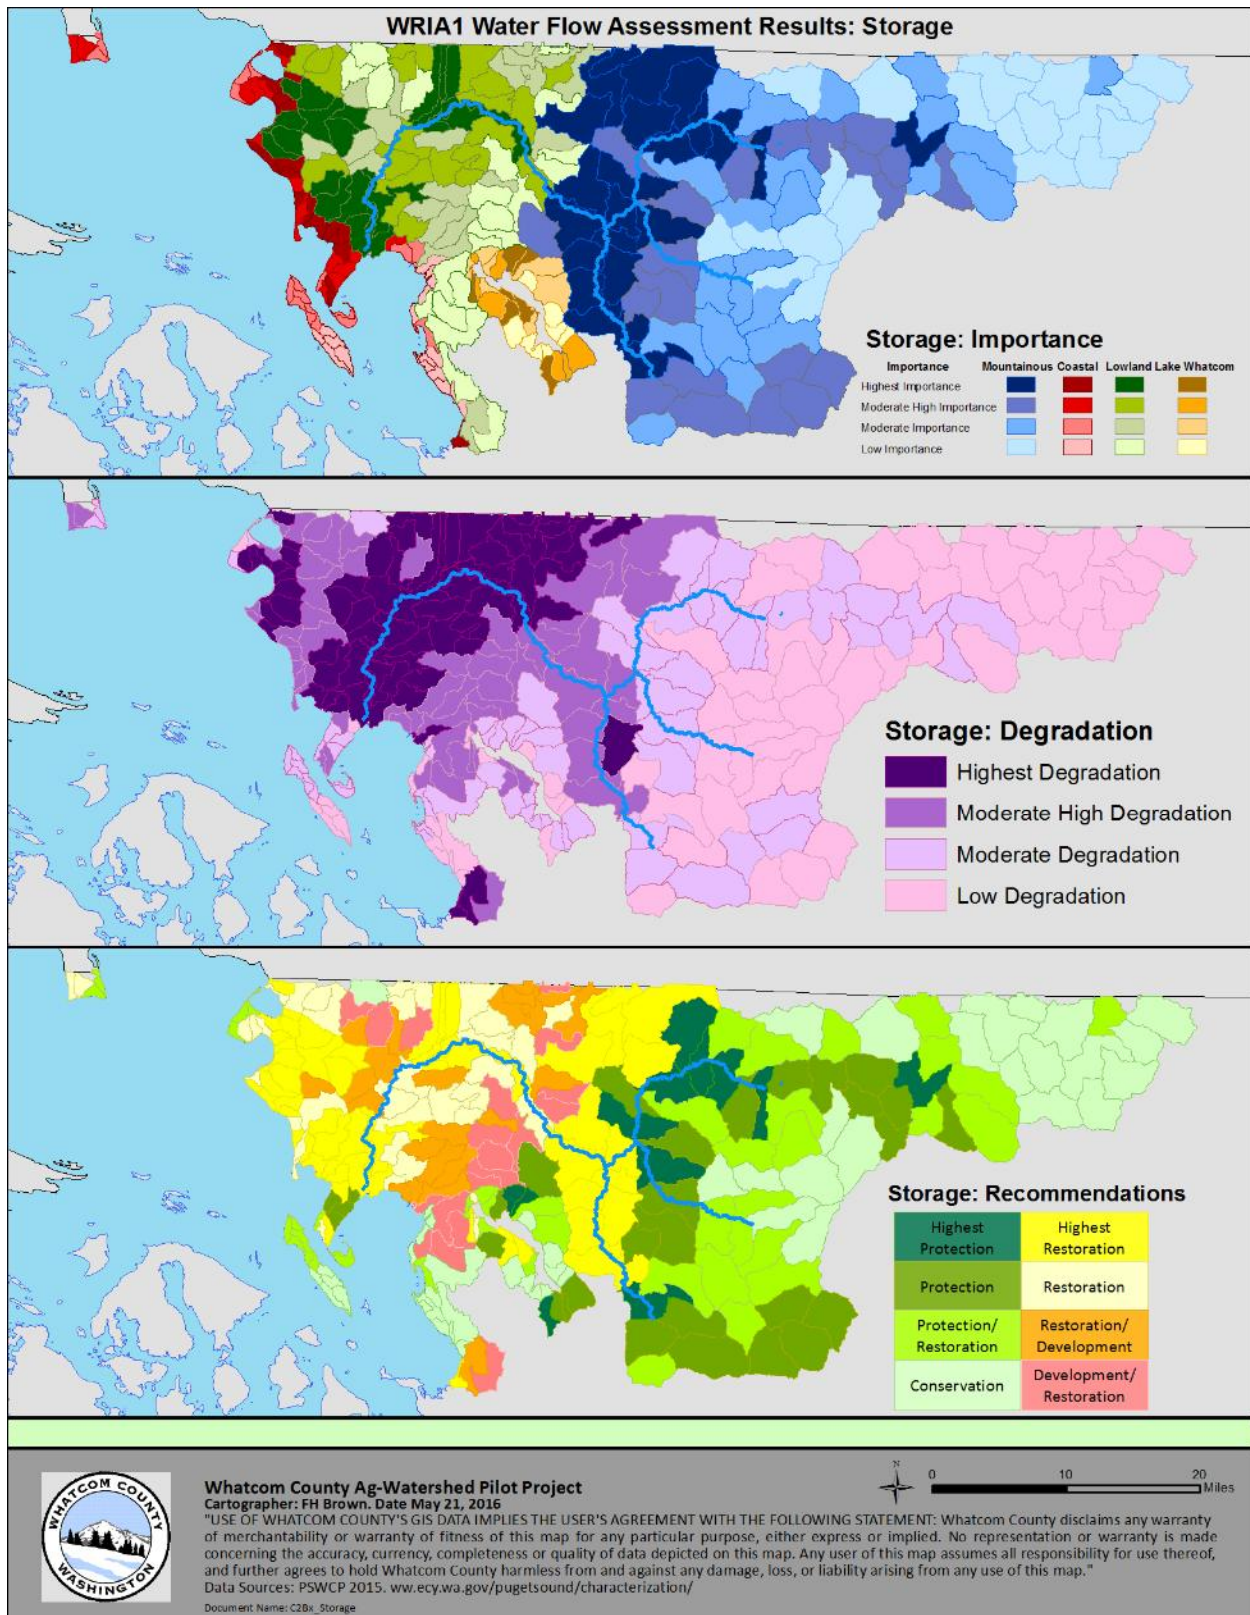 WRIA1 Water Flow Assessment Results: Storage
Storage: Importance
Importance Mountainous Coastal Lowland Lake Whatcom
Highest Importance
Moderate High Importance
Moderate Importance
Low Importance
Storage: Degradation
Highest Degradation
Moderate High Degradation
Moderate Degradation
Low Degradation
Storage: Recommendations
Highest Protection
Highest Restoration
Protection
Restoration
Protection/ Restoration
Restoration/ Development
Conservation
Development/ Restoration
WHATCOM COUNTY
WASHINGTON
Whatcom County Ag-Watershed Pilot Project
Cartographer: FH Brown. Date May 21, 2016
N
0 10 20
Miles
"USE OF WHATCOM COUNTY'S GIS DATA IMPLIES THE USER'S AGREEMENT WITH THE FOLLOWING STATEMENT: Whatcom County disclaims any warranty
of merchantability or warranty of fitness of this map for any particular purpose, either express or implied. No representation or warranty is made
concerning the accuracy, currency, completeness or quality of data depicted on this map. Any user of this map assumes all responsibility for use thereof,
and further agrees to hold Whatcom County harmless from and against any damage, loss, or liability arising from any use of this map."
Data Sources: PSWCP 2015. ww.ecy.wa.gov/pugetsound/characterization/
Document Name: C2Bx_Storage